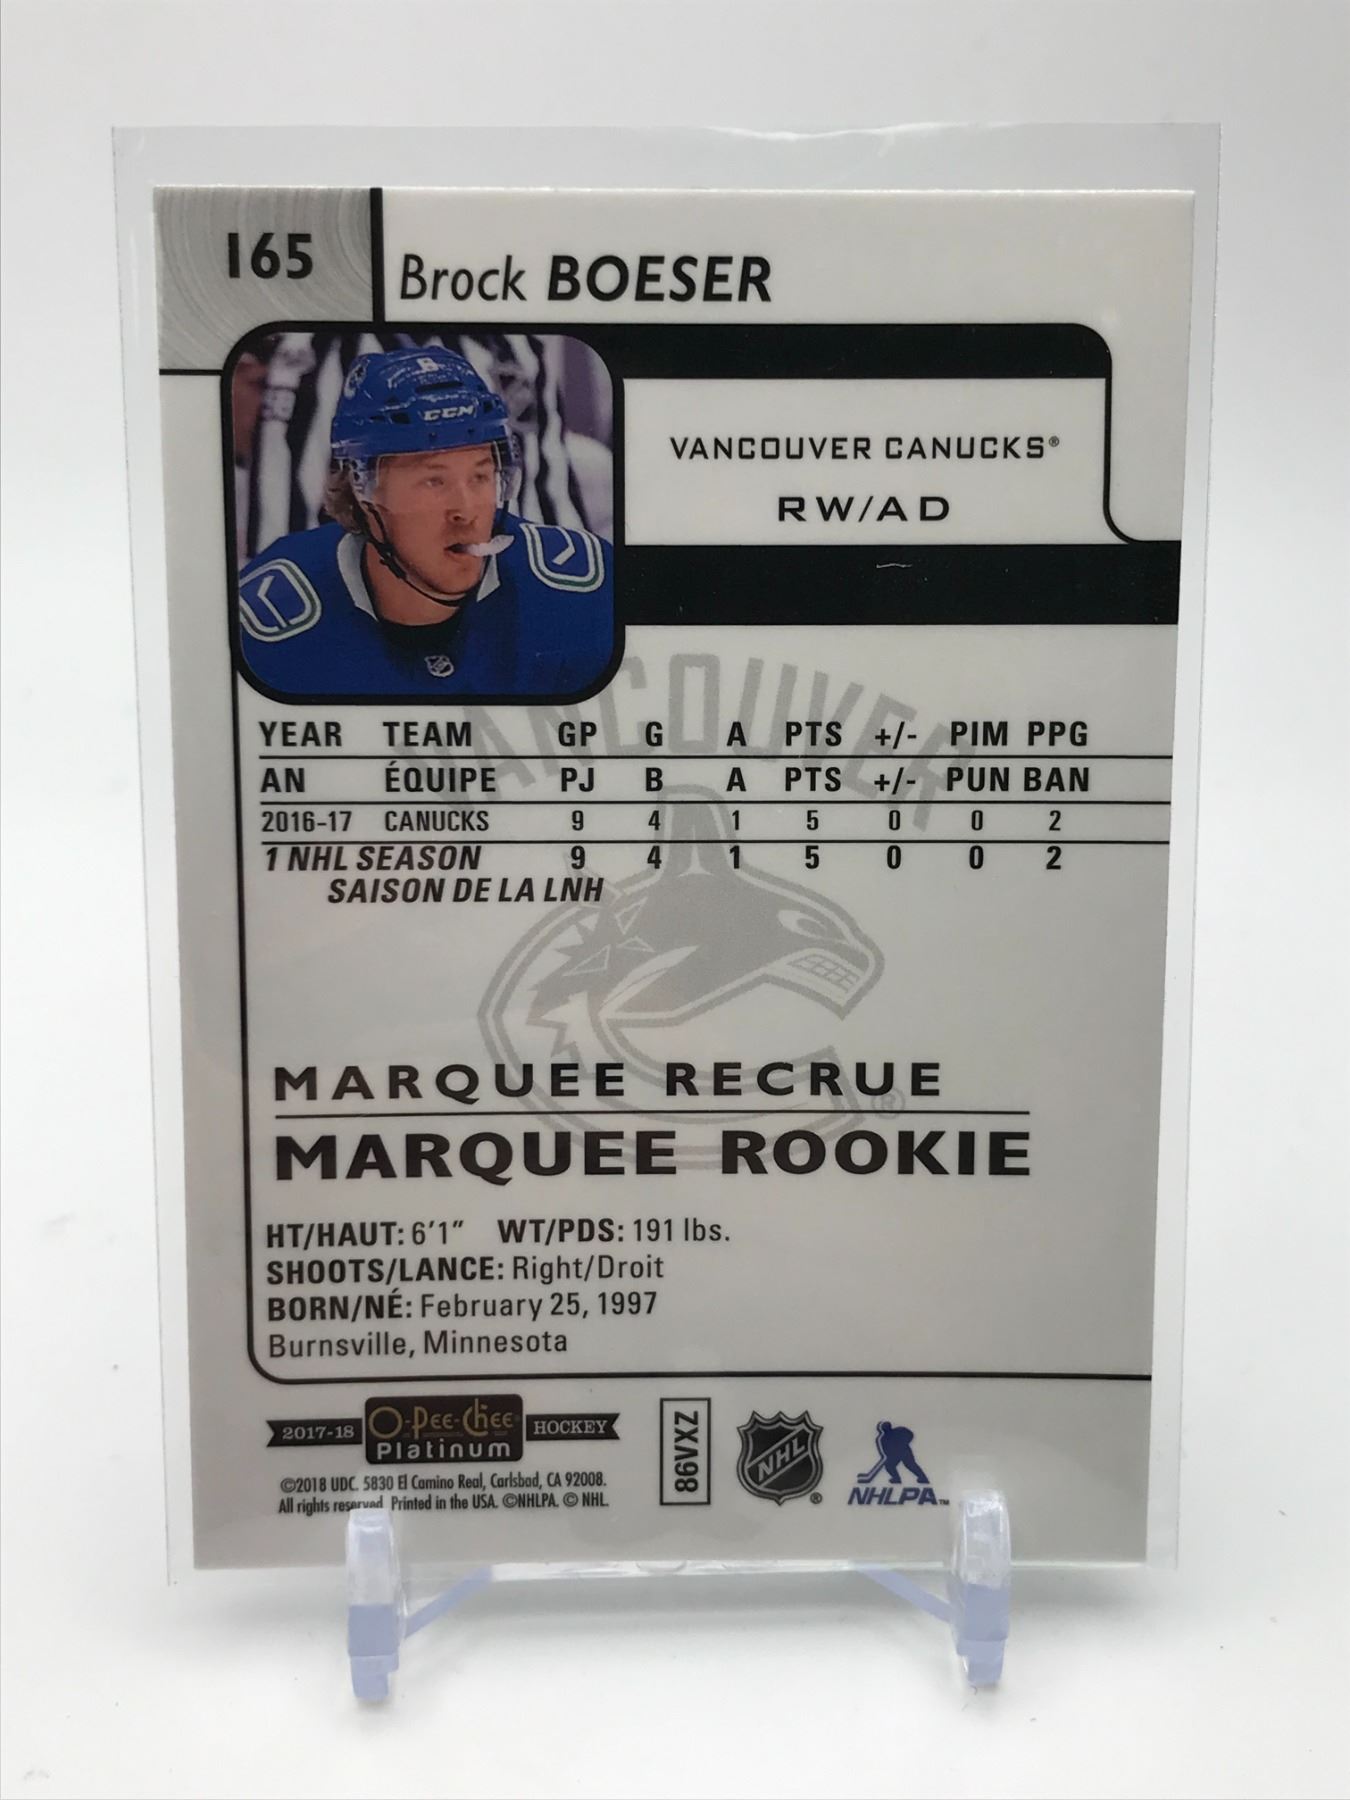 165
Brock BOESER
8
CCM
VANCOUVER CANUCKS®
RW/AD
VANCOUVER
YEAR TEAM GP G A PTS +/- PIM PPG
AN ÉQUIPE PJ B A PTS +/- PUN BAN
2016-17 CANUCKS 9 4 1 5 0 0 2
1 NHL SEASON 9 4 1 5 0 0 2
SAISON DE LA LNH
MARQUEE RECRUE
®
MARQUEE ROOKIE
HT/HAUT: 6'1" WT/PDS: 191 lbs.
SHOOTS/LANCE: Right/Droit
BORN/NÉ: February 25, 1997
Burnsville, Minnesota
2017-18 O-Pee-Chee® Platinum HOCKEY
©2018 UDC. 5830 El Camino Real, Carlsbad, CA 92008.
All rights reserved. Printed in the USA. ©NHLPA. © NHL.
86VXZ
NHL®
NHLPA™